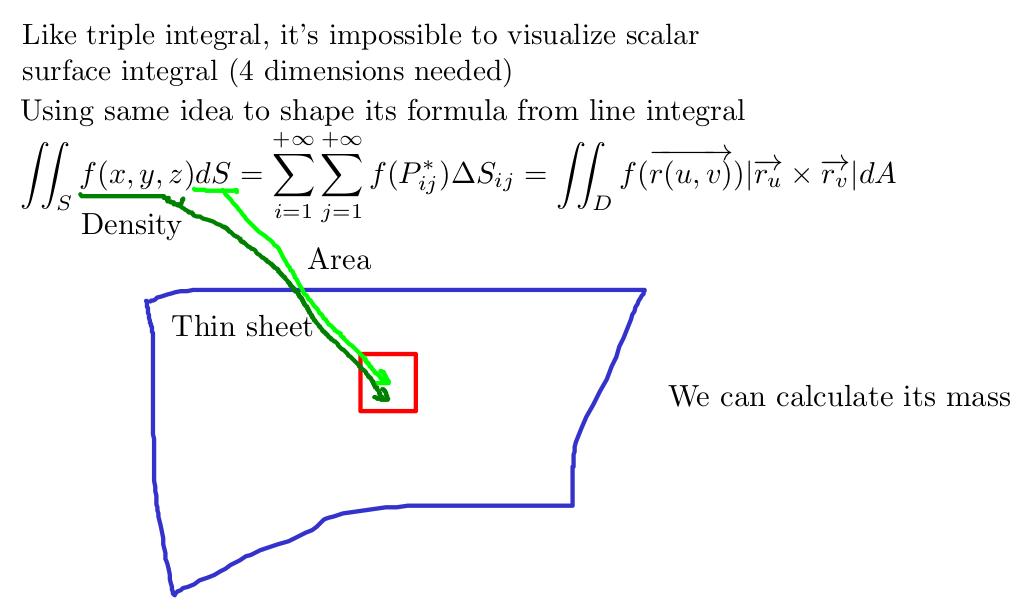 Like triple integral, it's impossible to visualize scalar
surface integral (4 dimensions needed)
Using same idea to shape its formula from line integral
$\iint_S f(x, y, z)dS = \sum_{i=1}^{+\infty} \sum_{j=1}^{+\infty} f(P_{ij}^*) \Delta S_{ij} = \iint_D f(\overrightarrow{r(u, v)}) |\overrightarrow{r_u} \times \overrightarrow{r_v}| dA$
Density
Area
Thin sheet
We can calculate its mass